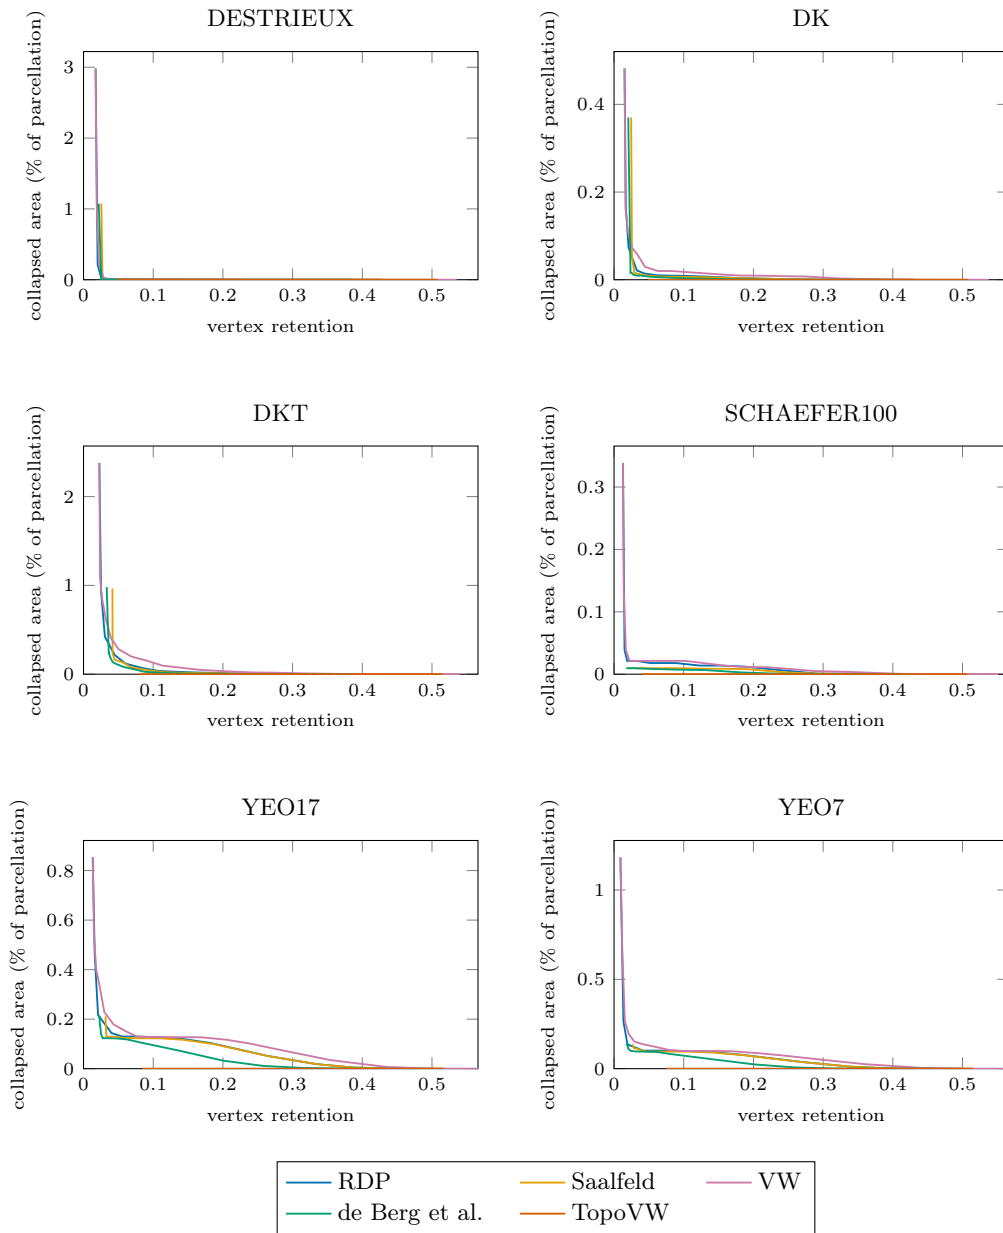 DESTRIEUX
collapsed area (% of parcellation)
3
2
1
0
0 0.1 0.2 0.3 0.4 0.5
vertex retention
DK
collapsed area (% of parcellation)
0.4
0.2
0
0 0.1 0.2 0.3 0.4 0.5
vertex retention
DKT
collapsed area (% of parcellation)
2
1
0
0 0.1 0.2 0.3 0.4 0.5
vertex retention
SCHAEFER100
collapsed area (% of parcellation)
0.3
0.1
0.1
0
0 0.1 0.2 0.3 0.4 0.5
vertex retention
YEO17
collapsed area (% of parcellation)
0.8
0.6
0.4
0.2
0
0 0.1 0.2 0.3 0.4 0.5
vertex retention
YEO7
collapsed area (% of parcellation)
1
0.5
0
0 0.1 0.2 0.3 0.4 0.5
vertex retention
RDP Saalfeld VW
de Berg et al. TopoVW